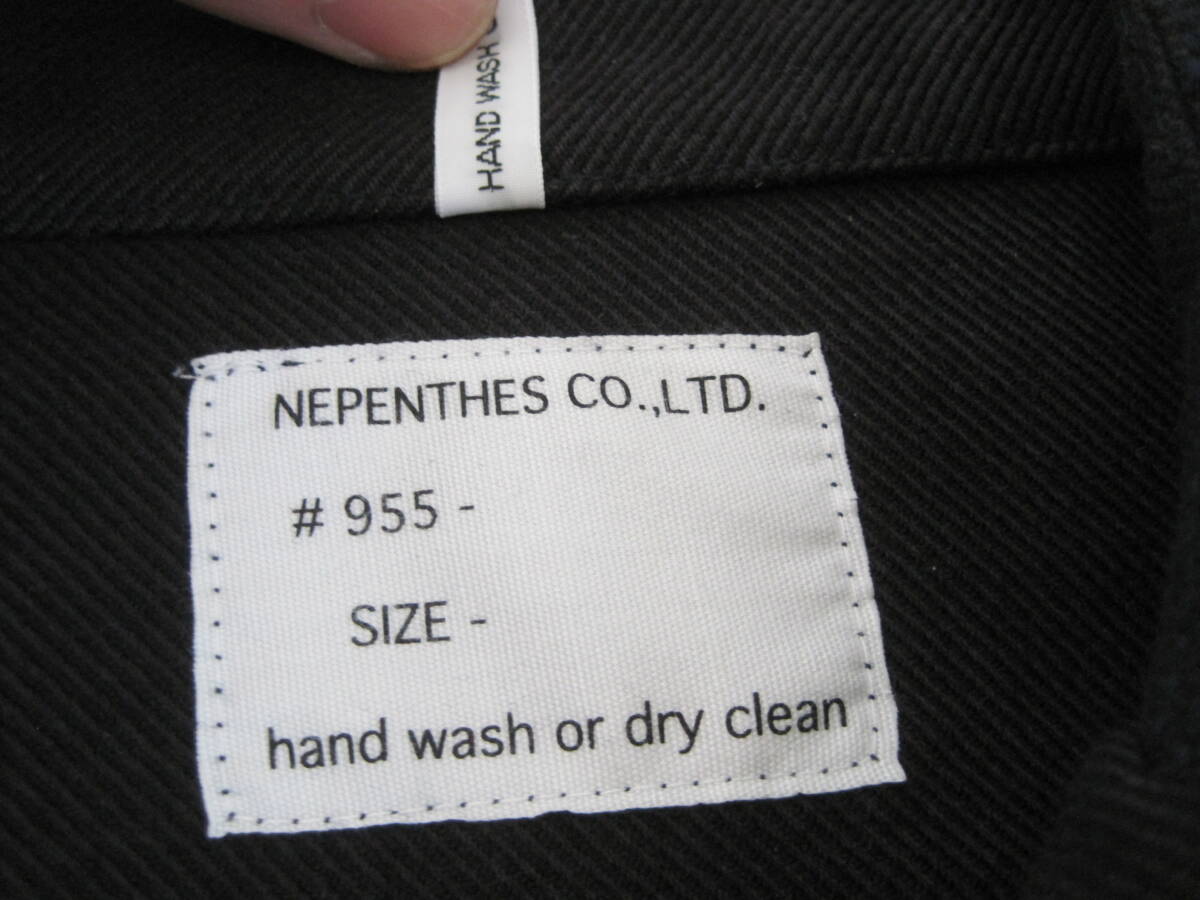 HAND WASH
NEPENTHES CO.,LTD.
# 955 -
SIZE -
hand wash or dry clean